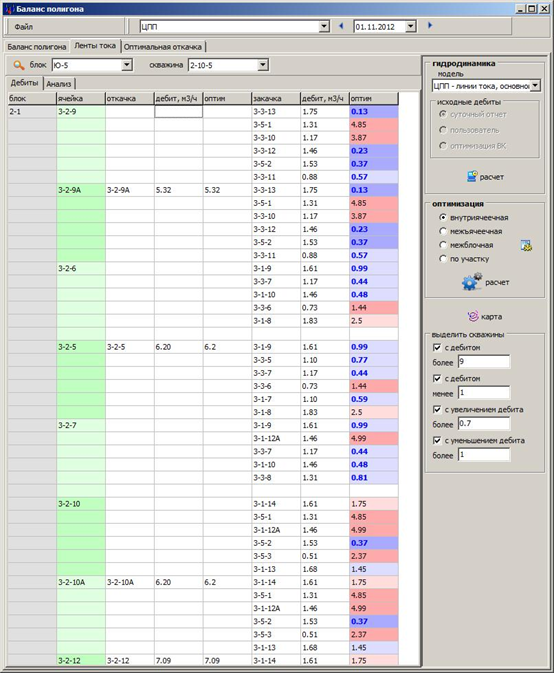 Баланс полигона
Файл ЦПП 01.11.2012
Баланс полигона Ленты тока Оптимальная откачка
блок Ю-5 скважина 2-10-5
Дебиты Анализ
блок ячейка откачка дебит, м3/ч оптим закачка дебит, м3/ч оптим
2-1 3-2-9 3-3-13 1.75 0.13
3-5-1 1.31 4.85
3-3-10 1.17 3.87
3-3-12 1.46 0.23
3-5-2 1.53 0.37
3-3-11 0.88 0.57
3-2-9А 3-2-9А 5.32 5.32 3-3-13 1.75 0.13
3-5-1 1.31 4.85
3-3-10 1.17 3.87
3-3-12 1.46 0.23
3-5-2 1.53 0.37
3-3-11 0.88 0.57
3-2-6 3-1-9 1.61 0.99
3-3-7 1.17 0.44
3-1-10 1.46 0.48
3-3-6 0.73 1.44
3-1-8 1.83 2.5
3-2-5 3-2-5 6.20 6.2 3-1-9 1.61 0.99
3-3-5 1.10 0.77
3-3-7 1.17 0.44
3-3-6 0.73 1.44
3-1-7 1.10 0.59
3-1-8 1.83 2.5
3-2-7 3-1-9 1.61 0.99
3-1-12А 1.46 4.99
3-3-7 1.17 0.44
3-1-10 1.46 0.48
3-3-8 1.31 0.81
3-2-10 3-1-14 1.61 1.75
3-5-1 1.31 4.85
3-1-12А 1.46 4.99
3-5-2 1.53 0.37
3-5-3 0.51 2.37
3-1-13 1.68 1.45
3-2-10А 3-2-10А 6.20 6.2 3-1-14 1.61 1.75
3-5-1 1.31 4.85
3-1-12А 1.46 4.99
3-5-2 1.53 0.37
3-5-3 0.51 2.37
3-1-13 1.68 1.45
3-2-12 3-2-12 7.09 7.09 3-1-14 1.61 1.75
гидродинамика
модель
ЦПП - линии тока, основно
исходные дебиты
суточный отчет
пользователь
оптимизация ВК
расчет
оптимизация
внутриячеечная
межъячеечная
межблочная
по участку
расчет
карта
выделить скважины
с дебитом
более 9
с дебитом
менее 1
с увеличением дебита
более 0.7
с уменьшением дебита
более 1